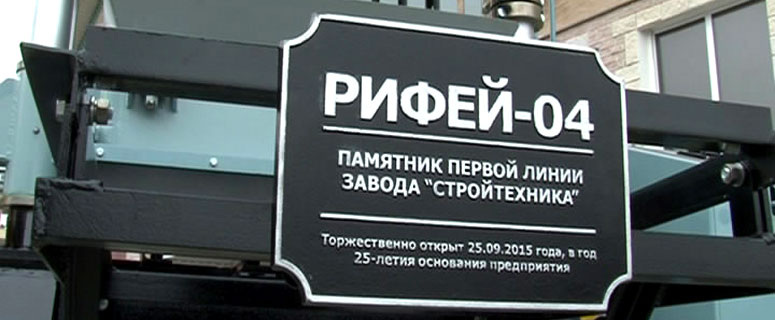 РИФЕЙ-04
ПАМЯТНИК ПЕРВОЙ ЛИНИИ
ЗАВОДА "СТРОЙТЕХНИКА"
Торжественно открыт 25.09.2015 года, в год
25-летия основания предприятия